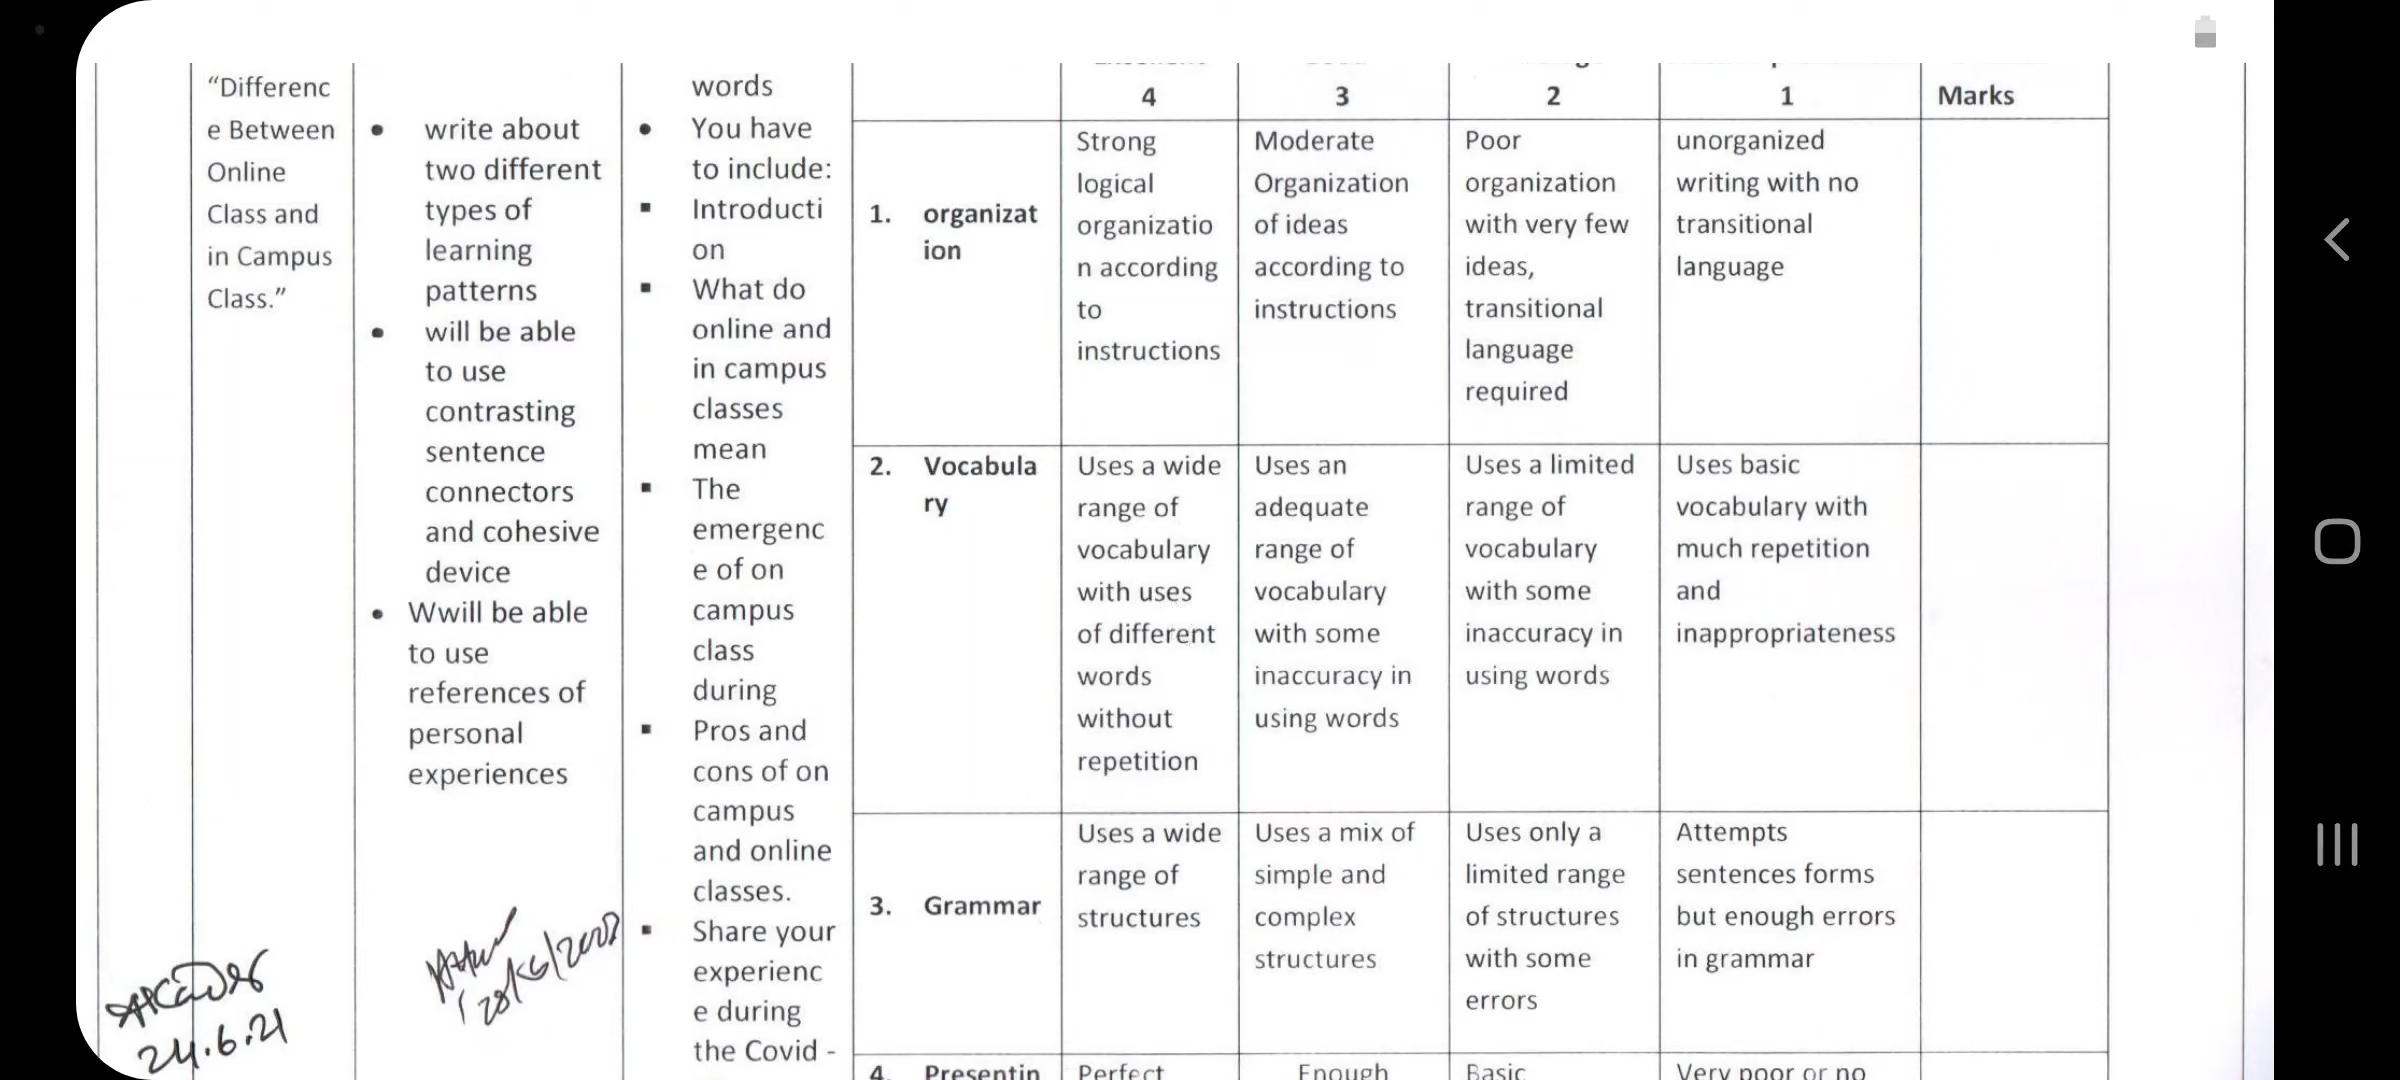 “Differenc
e Between
Online
Class and
in Campus
Class.”
• write about
two different
types of
learning
patterns
• will be able
to use
contrasting
sentence
connectors
and cohesive
device
• Wwill be able
to use
references of
personal
experiences
words
• You have
to include:
▪ Introducti
on
▪ What do
online and
in campus
classes
mean
▪ The
emergenc
e of on
campus
class
during
▪ Pros and
cons of on
campus
and online
classes.
▪ Share your
experienc
e during
the Covid -
4
3
2
1
Marks
1. organizat
ion
Strong
logical
organizatio
n according
to
instructions
Moderate
Organization
of ideas
according to
instructions
Poor
organization
with very few
ideas,
transitional
language
required
unorganized
writing with no
transitional
language
2. Vocabula
ry
Uses a wide
range of
vocabulary
with uses
of different
words
without
repetition
Uses an
adequate
range of
vocabulary
with some
inaccuracy in
using words
Uses a limited
range of
vocabulary
with some
inaccuracy in
using words
Uses basic
vocabulary with
much repetition
and
inappropriateness
3. Grammar
Uses a wide
range of
structures
Uses a mix of
simple and
complex
structures
Uses only a
limited range
of structures
with some
errors
Attempts
sentences forms
but enough errors
in grammar
4. Presentin
Perfect
Enough
Basic
Very poor or no
24.6.21